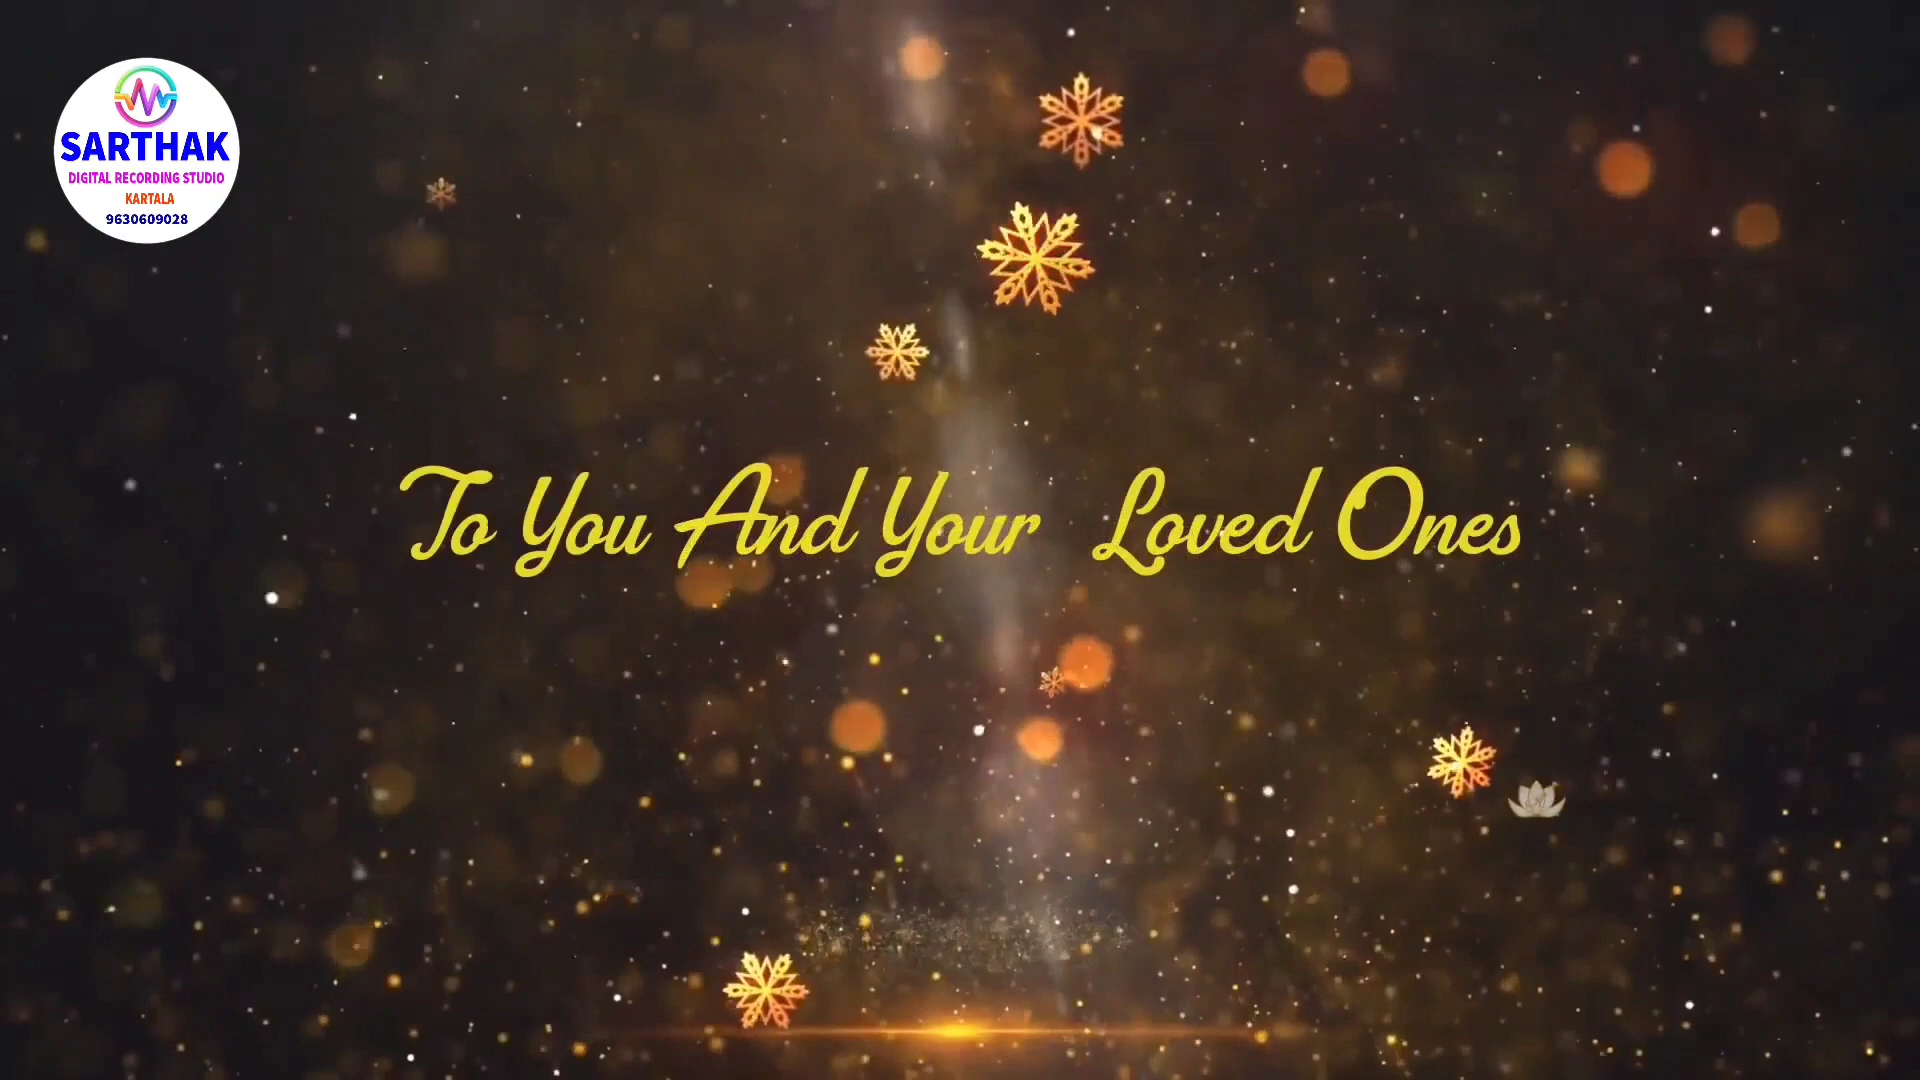 SARTHAK
DIGITAL RECORDING STUDIO
KARTALA
9630609028
To You And Your Loved Ones